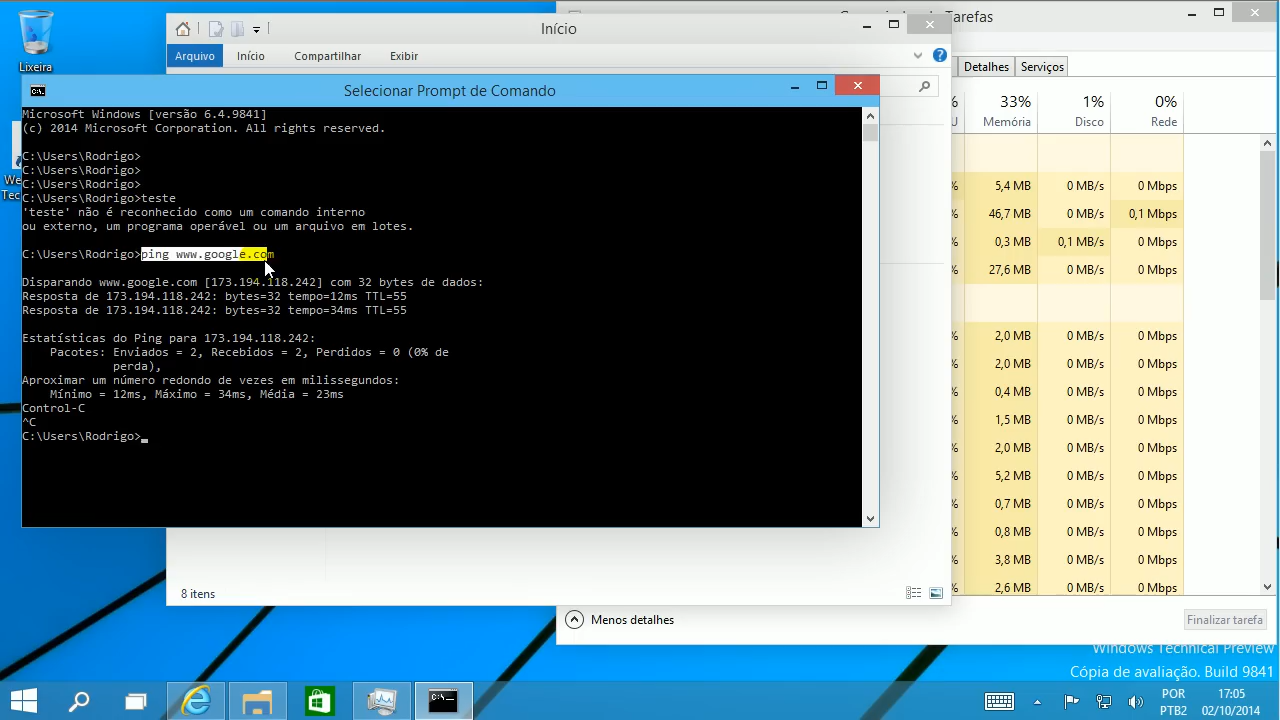 Lixeira
We
Tec
Início
Arquivo
Início
Compartilhar
Exibir
8 itens
de Tarefas
Detalhes
Serviços
%
33%
1%
0%
U
Memória
Disco
Rede
%
5,4 MB
0 MB/s
0 Mbps
%
46,7 MB
0 MB/s
0,1 Mbps
%
0,3 MB
0,1 MB/s
0 Mbps
%
27,6 MB
0 MB/s
0 Mbps
2,0 MB
0 MB/s
0 Mbps
2,0 MB
0 MB/s
0 Mbps
0,4 MB
0 MB/s
0 Mbps
1,5 MB
0 MB/s
0 Mbps
2,0 MB
0 MB/s
0 Mbps
5,2 MB
0 MB/s
0 Mbps
0,7 MB
0 MB/s
0 Mbps
0,8 MB
0 MB/s
0 Mbps
3,8 MB
0 MB/s
0 Mbps
2,6 MB
0 MB/s
0 Mbps
Menos detalhes
Finalizar tarefa
Selecionar Prompt de Comando
Microsoft Windows [versão 6.4.9841]
(c) 2014 Microsoft Corporation. All rights reserved.
C:\Users\Rodrigo>
C:\Users\Rodrigo>
C:\Users\Rodrigo>
C:\Users\Rodrigo>teste
'teste' não é reconhecido como um comando interno
ou externo, um programa operável ou um arquivo em lotes.
C:\Users\Rodrigo>ping www.google.com
Disparando www.google.com [173.194.118.242] com 32 bytes de dados:
Resposta de 173.194.118.242: bytes=32 tempo=12ms TTL=55
Resposta de 173.194.118.242: bytes=32 tempo=34ms TTL=55
Estatísticas do Ping para 173.194.118.242:
Pacotes: Enviados = 2, Recebidos = 2, Perdidos = 0 (0% de
perda),
Aproximar um número redondo de vezes em milissegundos:
Mínimo = 12ms, Máximo = 34ms, Média = 23ms
Control-C
^C
C:\Users\Rodrigo>
Windows Technical Preview
Cópia de avaliação. Build 9841
POR
PTB2
17:05
02/10/2014